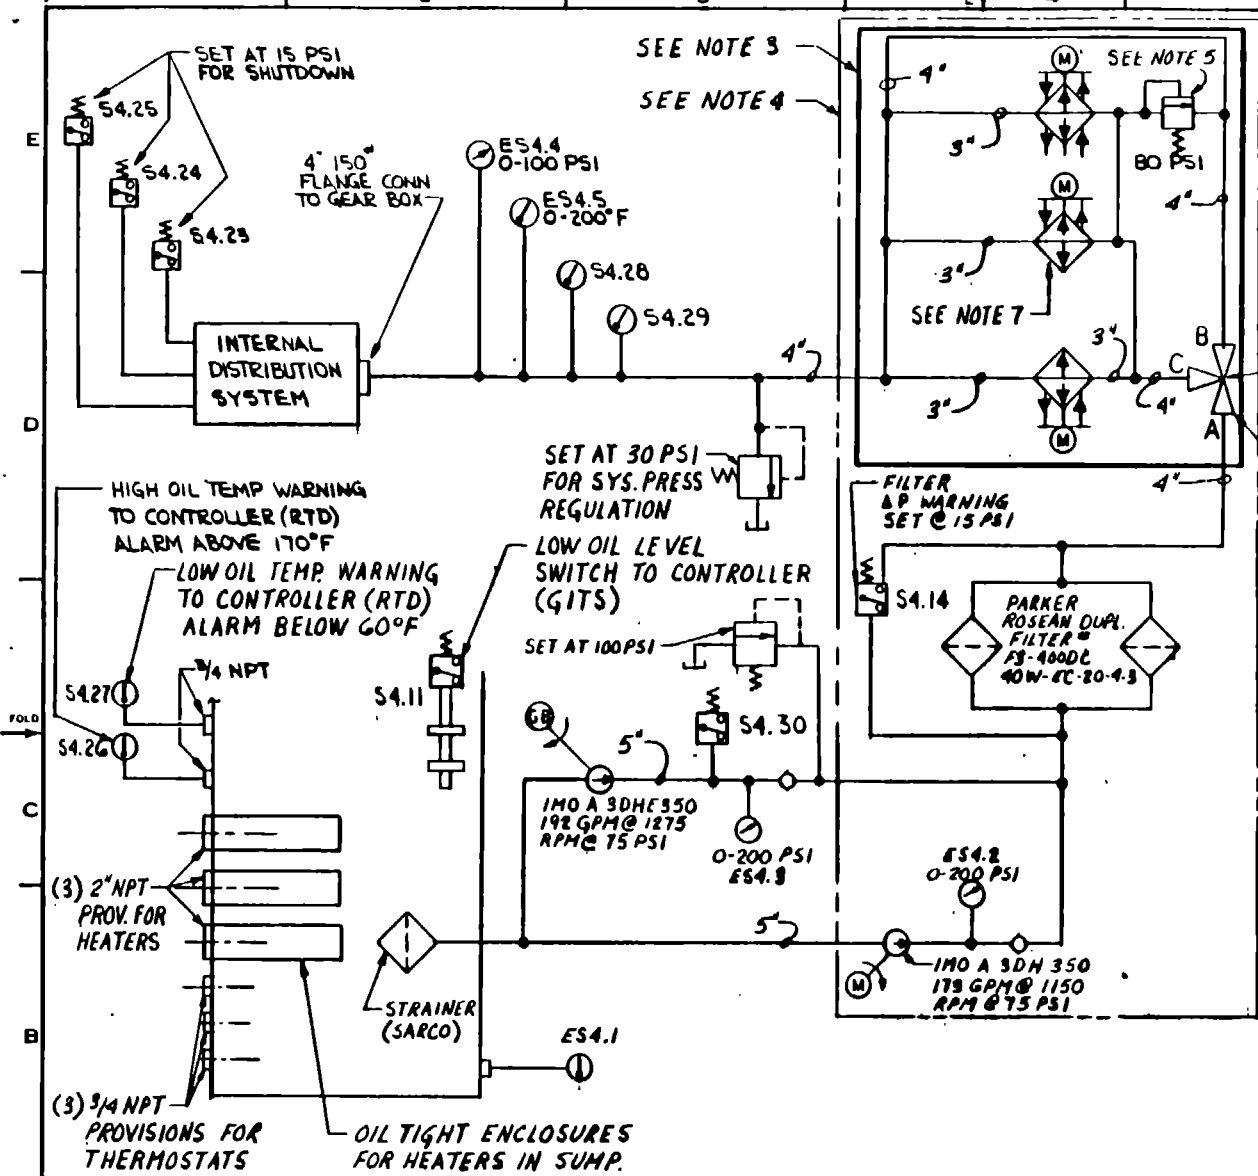 SET AT 15 PSI
FOR SHUTDOWN
S4.25
S4.24
S4.23
E
4" 150#
FLANGE CONN
TO GEAR BOX
ES4.4
0-100 PSI
ES4.5
0-200°F
S4.28
S4.29
SEE NOTE 3
SEE NOTE 4
4"
M
SEE NOTE 5
3"
80 PSI
M
4"
3"
SEE NOTE 7
3"
B
C
4"
3"
M
A
4"
4"
INTERNAL
DISTRIBUTION
SYSTEM
D
SET AT 30 PSI
FOR SYS. PRESS
REGULATION
FILTER
ΔP WARNING
SET @ 15 PSI
HIGH OIL TEMP WARNING
TO CONTROLLER (RTD)
ALARM ABOVE 170°F
LOW OIL TEMP. WARNING
TO CONTROLLER (RTD)
ALARM BELOW 60°F
LOW OIL LEVEL
SWITCH TO CONTROLLER
(GITS)
S4.14
PARKER
ROSEAN DUPL.
FILTER #
FS-400DC
40W-EC-20-4-3
SET AT 100 PSI
3/4 NPT
S4.27
S4.11
FOLD
S4.26
GB
5"
S4.30
C
IMO A 3DHE350
192 GPM @ 1275
RPM @ 75 PSI
0-200 PSI
ES4.3
ES4.2
0-200 PSI
(3) 2" NPT
PROV. FOR
HEATERS
5"
M
IMO A 3DH 350
173 GPM @ 1150
RPM @ 75 PSI
STRAINER
(SARCO)
B
ES4.1
(3) 3/4 NPT
PROVISIONS FOR
THERMOSTATS
OIL TIGHT ENCLOSURES
FOR HEATERS IN SUMP.